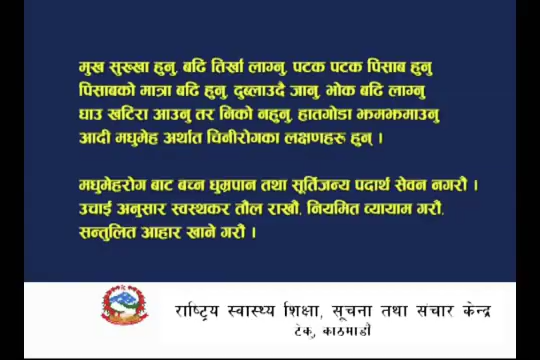 मुख सुख्खा हुनु, बढि तिर्खा लाग्नु, पटक पटक पिसाब हुनु
पिसाबको मात्रा बढि हुनु, दुब्लाउदै जानु, भोक बढि लाग्नु
घाउ खटिरा आउनु तर निको नहुनु, हातगोडा झमझमाउनु
आदी मधुमेह अर्थात चिनीरोगका लक्षणहरु हुन् ।
मधुमेहरोग बाट बच्न धुम्रपान तथा सूर्तिजन्य पदार्थ सेवन नगरौं ।
उचाई अनुसार स्वस्थकर तौल राखौं, नियमित व्यायाम गरौं,
सन्तुलित आहार खाने गरौं ।
राष्ट्रिय स्वास्थ्य शिक्षा, सूचना तथा संचार केन्द्र
टेकु, काठमाडौं